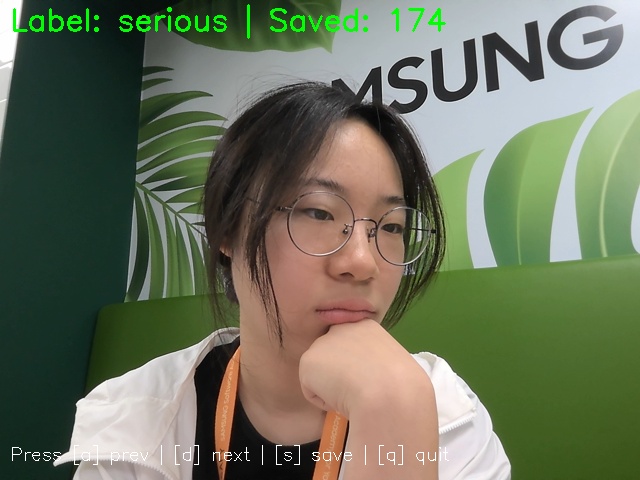 Label: serious | Saved: 174
MSUNG
Press [a] prev | [d] next | [s] save | [q] quit